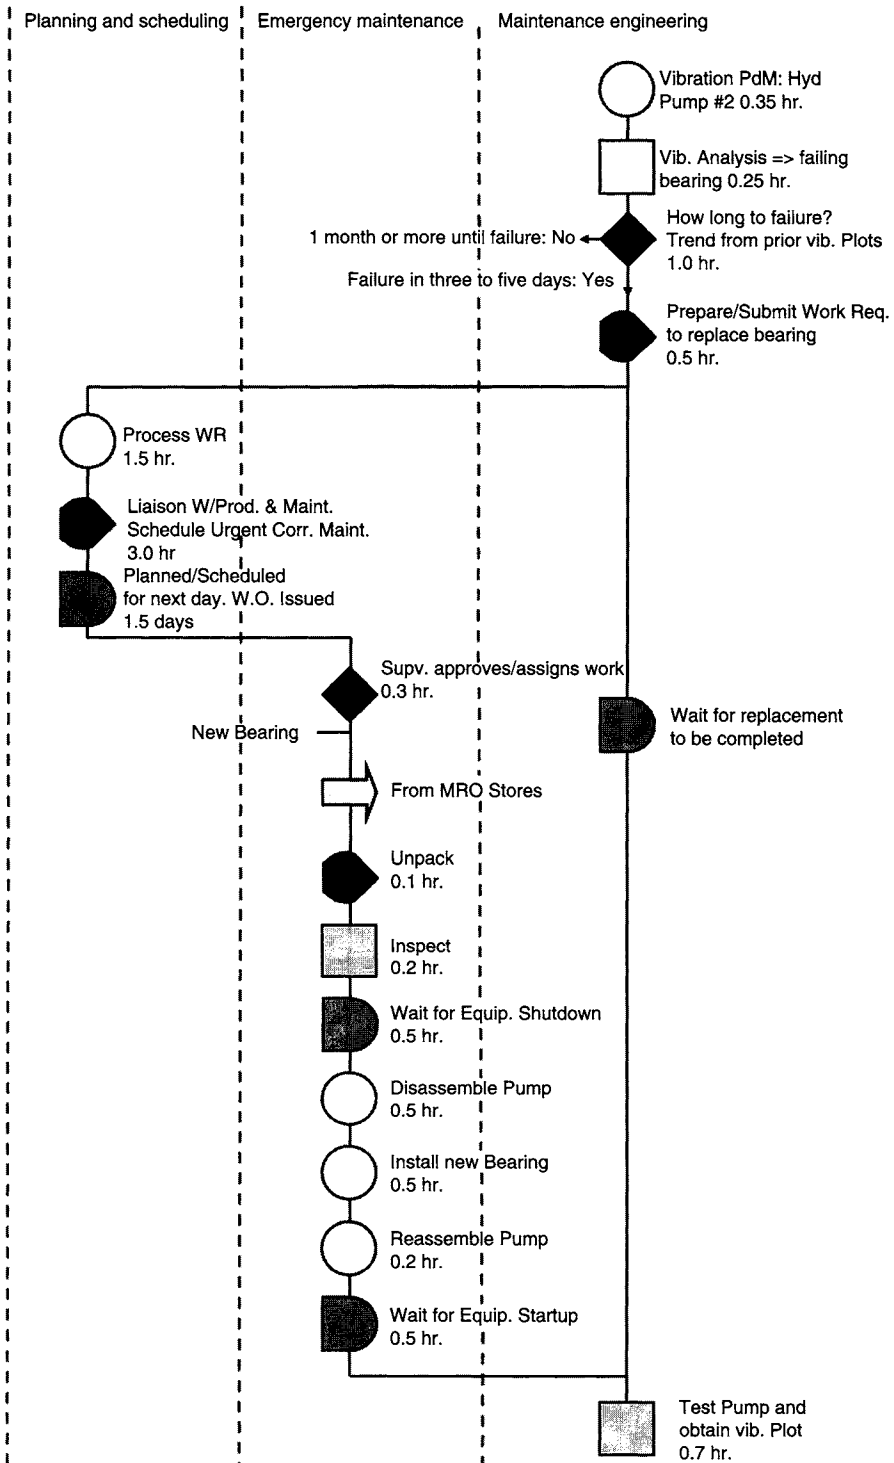 Planning and scheduling
Emergency maintenance
Maintenance engineering
Vibration PdM: Hyd
Pump #2 0.35 hr.
Vib. Analysis => failing
bearing 0.25 hr.
How long to failure?
Trend from prior vib. Plots
1.0 hr.
1 month or more until failure: No
Failure in three to five days: Yes
Prepare/Submit Work Req.
to replace bearing
0.5 hr.
Process WR
1.5 hr.
Liaison W/Prod. & Maint.
Schedule Urgent Corr. Maint.
3.0 hr
Planned/Scheduled
for next day. W.O. Issued
1.5 days
Supv. approves/assigns work
0.3 hr.
New Bearing
Wait for replacement
to be completed
From MRO Stores
Unpack
0.1 hr.
Inspect
0.2 hr.
Wait for Equip. Shutdown
0.5 hr.
Disassemble Pump
0.5 hr.
Install new Bearing
0.5 hr.
Reassemble Pump
0.2 hr.
Wait for Equip. Startup
0.5 hr.
Test Pump and
obtain vib. Plot
0.7 hr.